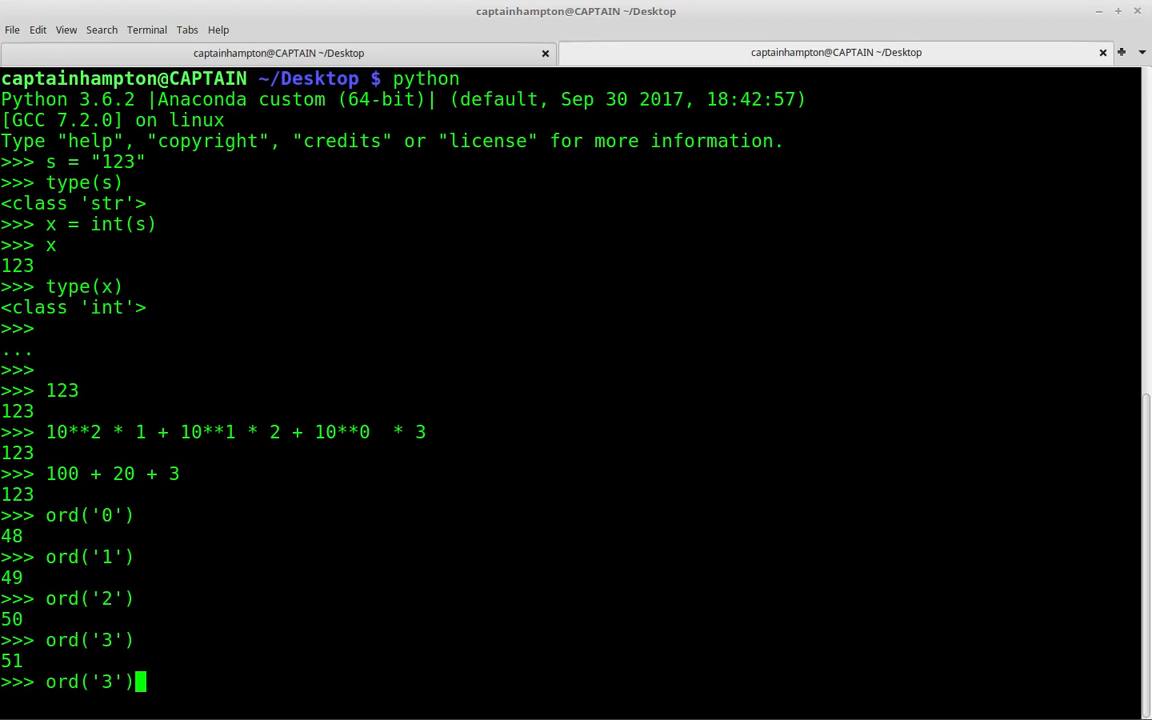 captainhampton@CAPTAIN ~/Desktop
File Edit View Search Terminal Tabs Help
captainhampton@CAPTAIN ~/Desktop captainhampton@CAPTAIN ~/Desktop
captainhampton@CAPTAIN ~/Desktop $ python
Python 3.6.2 |Anaconda custom (64-bit)| (default, Sep 30 2017, 18:42:57)
[GCC 7.2.0] on linux
Type "help", "copyright", "credits" or "license" for more information.
>>> s = "123"
>>> type(s)
<class 'str'>
>>> x = int(s)
>>> x
123
>>> type(x)
<class 'int'>
>>>
...
>>>
>>> 123
123
>>> 10**2 * 1 + 10**1 * 2 + 10**0  * 3
123
>>> 100 + 20 + 3
123
>>> ord('0')
48
>>> ord('1')
49
>>> ord('2')
50
>>> ord('3')
51
>>> ord('3')